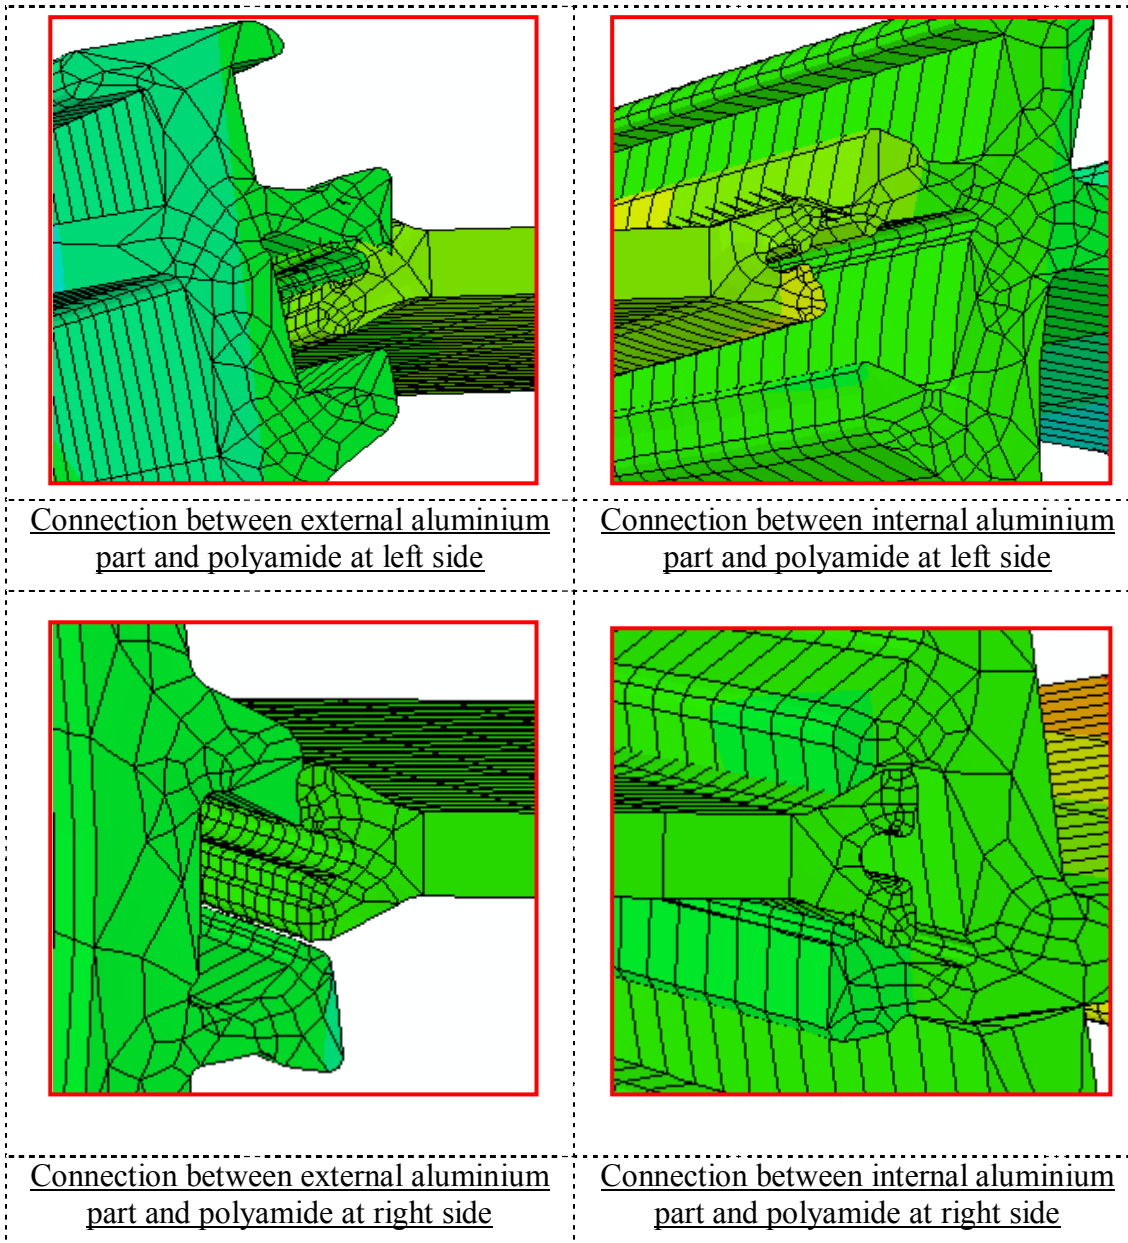 Connection between external aluminium
part and polyamide at left side
Connection between internal aluminium
part and polyamide at left side
Connection between external aluminium
part and polyamide at right side
Connection between internal aluminium
part and polyamide at right side